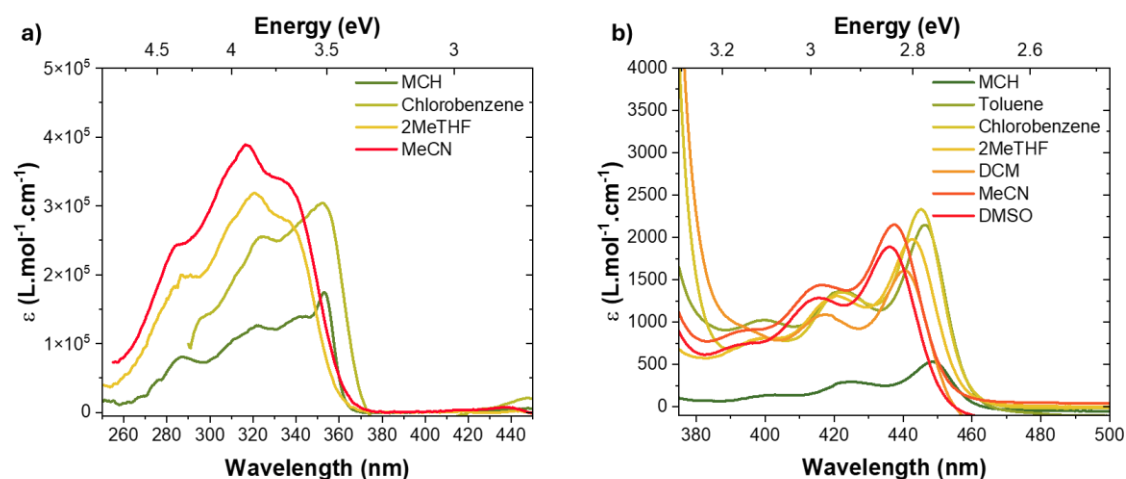 a)
Energy (eV)
4.5 4 3.5 3
5×10⁵
4×10⁵
3×10⁵
2×10⁵
1×10⁵
0
ε (L.mol⁻¹.cm⁻¹)
MCH
Chlorobenzene
2MeTHF
MeCN
260 280 300 320 340 360 380 400 420 440
Wavelength (nm)
b)
Energy (eV)
3.2 3 2.8 2.6
4000
3500
3000
2500
2000
1500
1000
500
0
ε (L.mol⁻¹.cm⁻¹)
MCH
Toluene
Chlorobenzene
2MeTHF
DCM
MeCN
DMSO
380 400 420 440 460 480 500
Wavelength (nm)